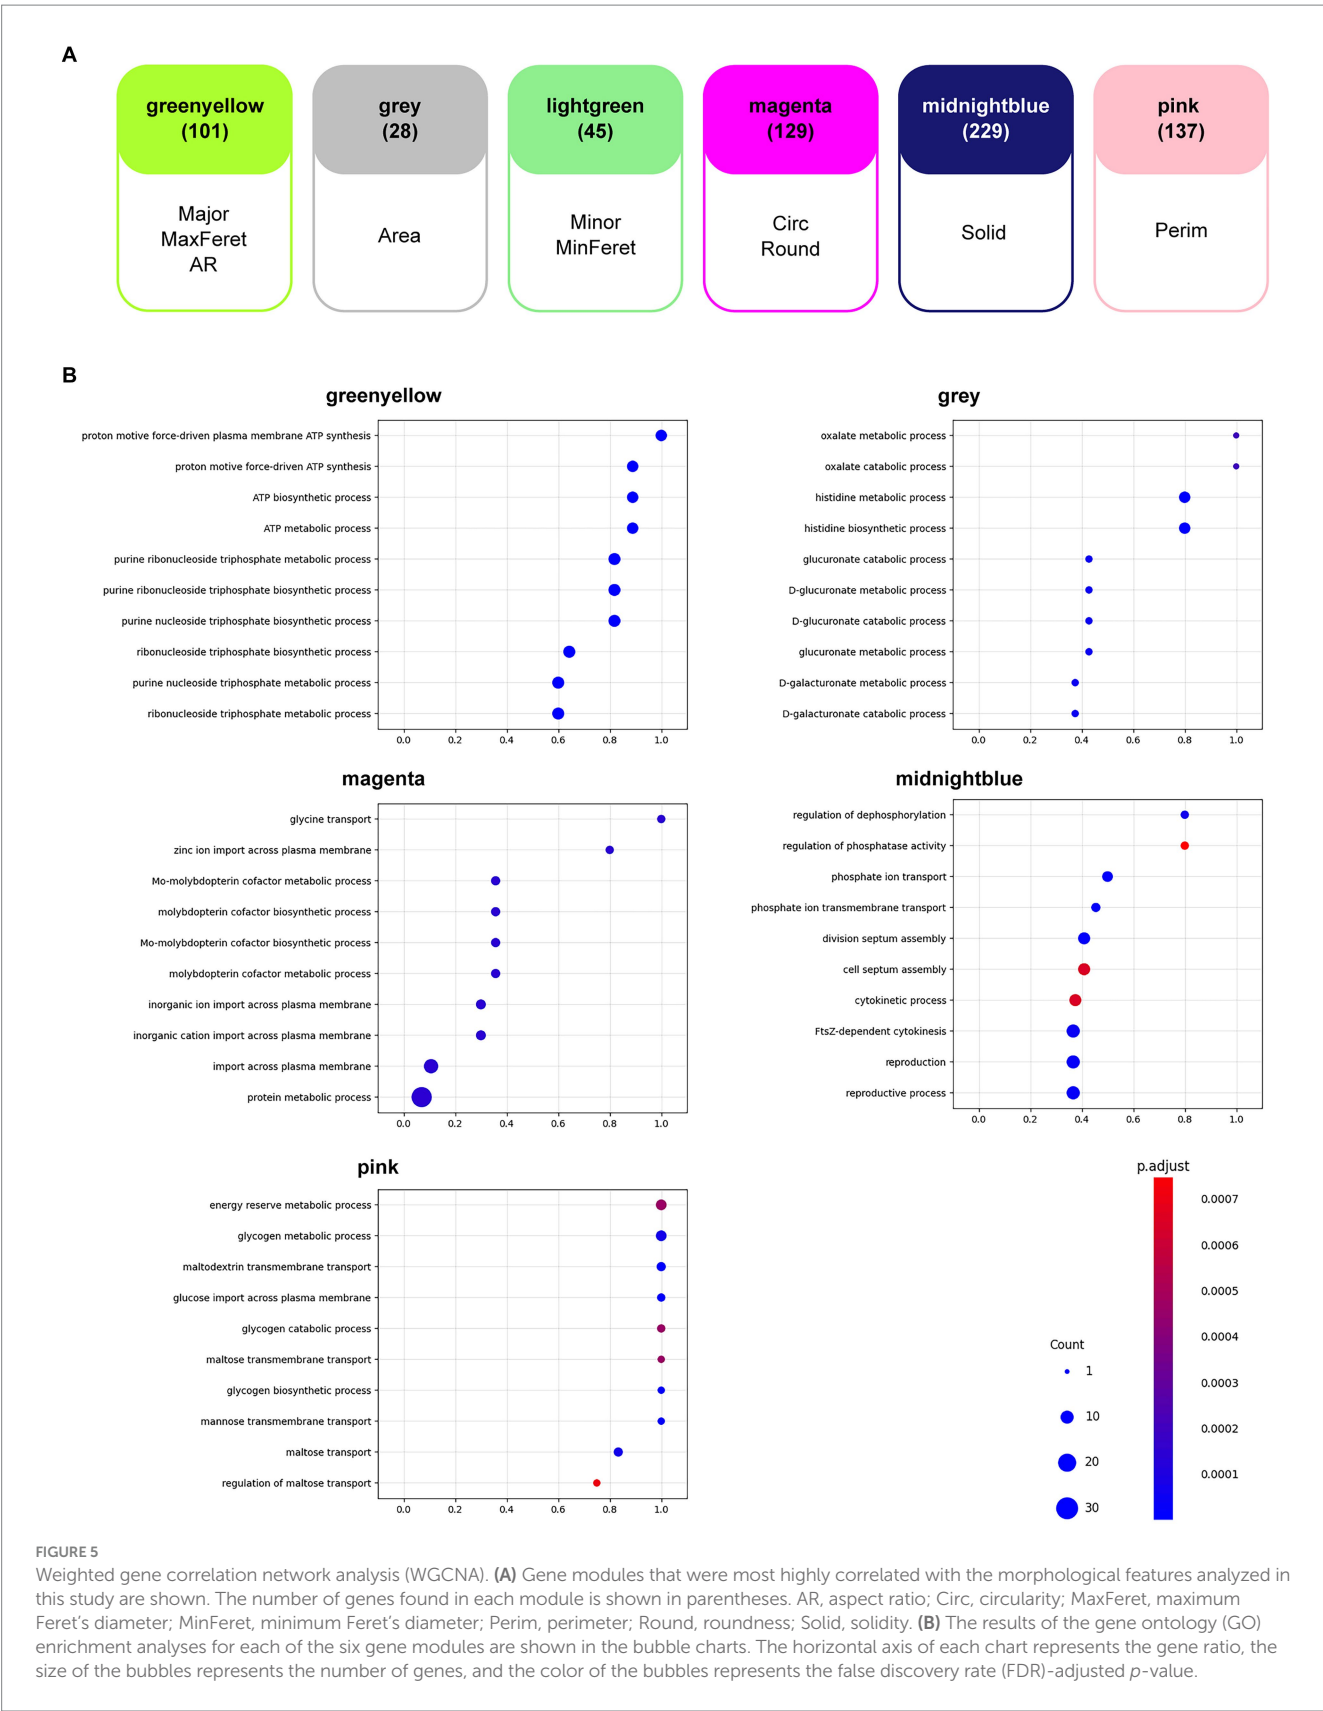 A
greenyellow
(101)
Major
MaxFeret
AR
grey
(28)
Area
lightgreen
(45)
Minor
MinFeret
magenta
(129)
Circ
Round
midnightblue
(229)
Solid
pink
(137)
Perim
B
greenyellow
proton motive force-driven plasma membrane ATP synthesis
proton motive force-driven ATP synthesis
ATP biosynthetic process
ATP metabolic process
purine ribonucleoside triphosphate metabolic process
purine ribonucleoside triphosphate biosynthetic process
purine nucleoside triphosphate biosynthetic process
ribonucleoside triphosphate biosynthetic process
purine nucleoside triphosphate metabolic process
ribonucleoside triphosphate metabolic process
0.0 0.2 0.4 0.6 0.8 1.0
grey
oxalate metabolic process
oxalate catabolic process
histidine metabolic process
histidine biosynthetic process
glucuronate catabolic process
D-glucuronate metabolic process
D-glucuronate catabolic process
glucuronate metabolic process
D-galacturonate metabolic process
D-galacturonate catabolic process
0.0 0.2 0.4 0.6 0.8 1.0
magenta
glycine transport
zinc ion import across plasma membrane
Mo-molybdopterin cofactor metabolic process
molybdopterin cofactor biosynthetic process
Mo-molybdopterin cofactor biosynthetic process
molybdopterin cofactor metabolic process
inorganic ion import across plasma membrane
inorganic cation import across plasma membrane
import across plasma membrane
protein metabolic process
0.0 0.2 0.4 0.6 0.8 1.0
midnightblue
regulation of dephosphorylation
regulation of phosphatase activity
phosphate ion transport
phosphate ion transmembrane transport
division septum assembly
cell septum assembly
cytokinetic process
FtsZ-dependent cytokinesis
reproduction
reproductive process
0.0 0.2 0.4 0.6 0.8 1.0
pink
energy reserve metabolic process
glycogen metabolic process
maltodextrin transmembrane transport
glucose import across plasma membrane
glycogen catabolic process
maltose transmembrane transport
glycogen biosynthetic process
mannose transmembrane transport
maltose transport
regulation of maltose transport
0.0 0.2 0.4 0.6 0.8 1.0
Count
1
10
20
30
p.adjust
0.0007
0.0006
0.0005
0.0004
0.0003
0.0002
0.0001
FIGURE 5
Weighted gene correlation network analysis (WGCNA). (A) Gene modules that were most highly correlated with the morphological features analyzed in
this study are shown. The number of genes found in each module is shown in parentheses. AR, aspect ratio; Circ, circularity; MaxFeret, maximum
Feret's diameter; MinFeret, minimum Feret's diameter; Perim, perimeter; Round, roundness; Solid, solidity. (B) The results of the gene ontology (GO)
enrichment analyses for each of the six gene modules are shown in the bubble charts. The horizontal axis of each chart represents the gene ratio, the
size of the bubbles represents the number of genes, and the color of the bubbles represents the false discovery rate (FDR)-adjusted p-value.